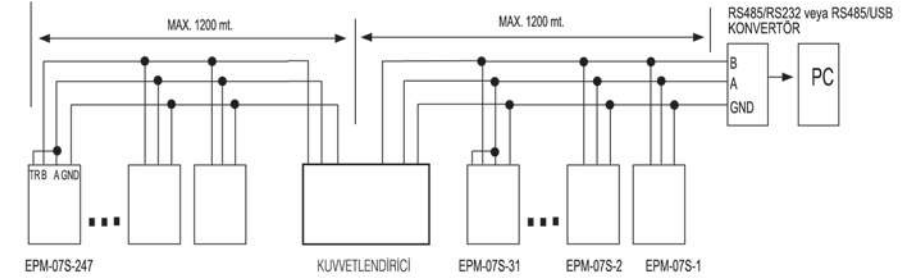 MAX. 1200 mt.
MAX. 1200 mt.
RS485/RS232 veya RS485/USB
KONVERTÖR
B
A
GND
PC
TR B A GND
EPM-07S-247
KUVVETLENDİRİCİ
EPM-07S-31
EPM-07S-2
EPM-07S-1